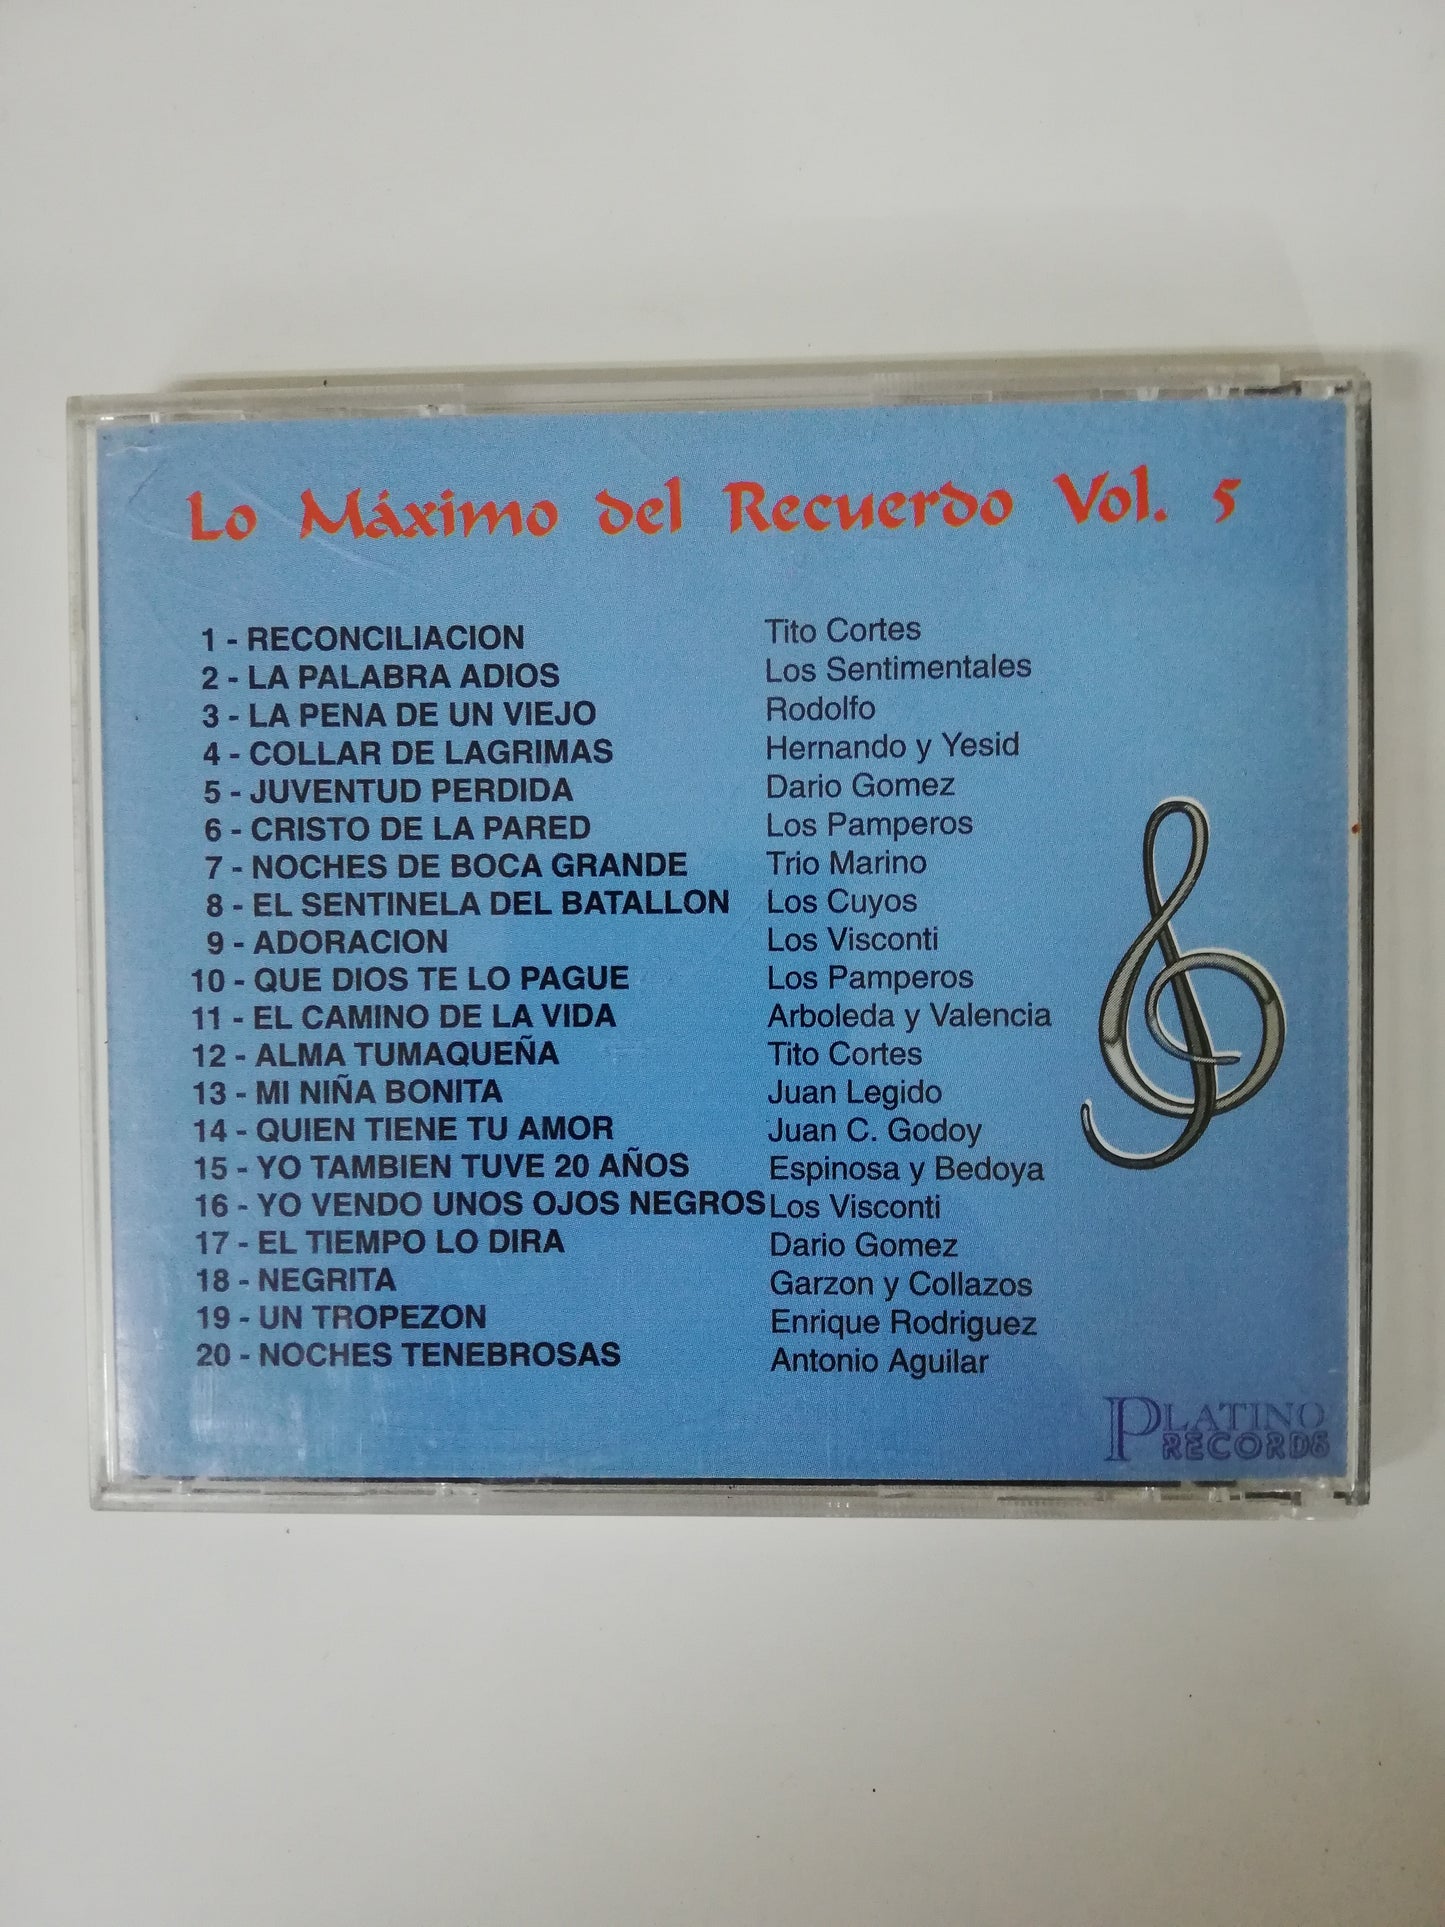 Lo Máximo del Recuerdo Vol. 5
1 - RECONCILIACION Tito Cortes
2 - LA PALABRA ADIOS Los Sentimentales
3 - LA PENA DE UN VIEJO Rodolfo
4 - COLLAR DE LAGRIMAS Hernando y Yesid
5 - JUVENTUD PERDIDA Dario Gomez
6 - CRISTO DE LA PARED Los Pamperos
7 - NOCHES DE BOCA GRANDE Trio Marino
8 - EL SENTINELA DEL BATALLON Los Cuyos
9 - ADORACION Los Visconti
10 - QUE DIOS TE LO PAGUE Los Pamperos
11 - EL CAMINO DE LA VIDA Arboleda y Valencia
12 - ALMA TUMAQUEÑA Tito Cortes
13 - MI NIÑA BONITA Juan Legido
14 - QUIEN TIENE TU AMOR Juan C. Godoy
15 - YO TAMBIEN TUVE 20 AÑOS Espinosa y Bedoya
16 - YO VENDO UNOS OJOS NEGROS Los Visconti
17 - EL TIEMPO LO DIRA Dario Gomez
18 - NEGRITA Garzon y Collazos
19 - UN TROPEZON Enrique Rodriguez
20 - NOCHES TENEBROSAS Antonio Aguilar
PLATINO
RECORDS